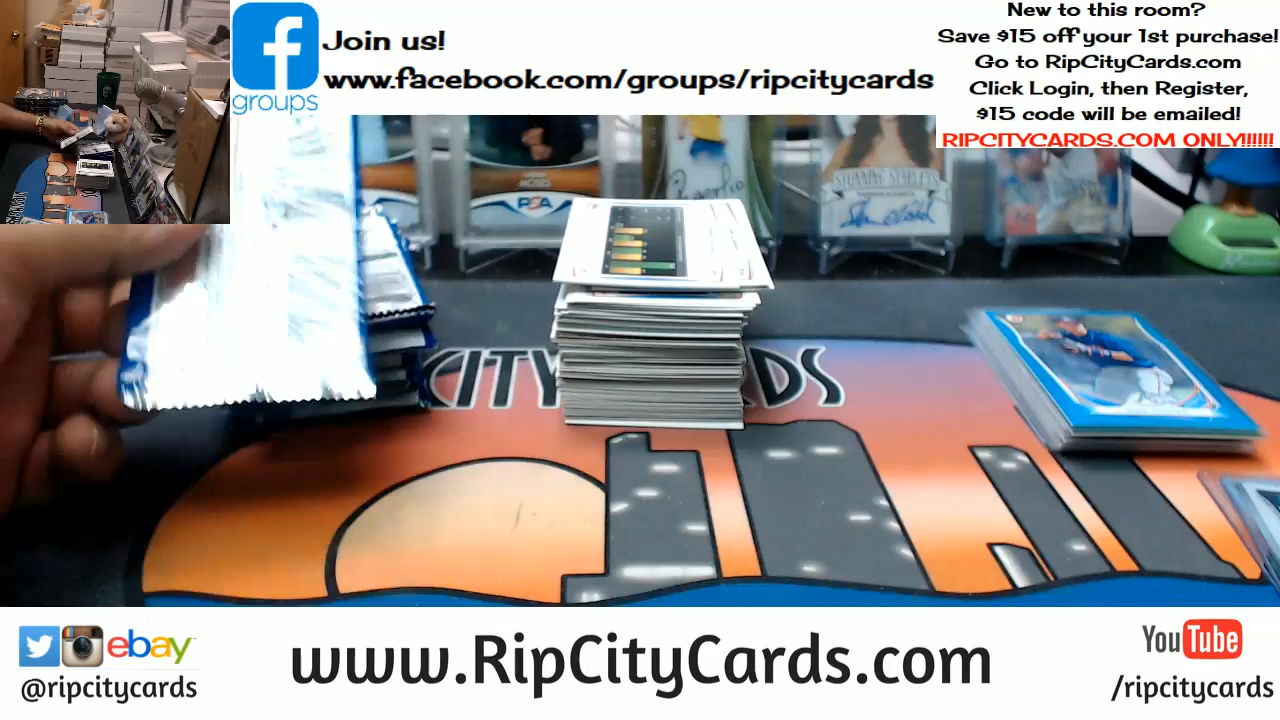 f
groups
Join us!
www.facebook.com/groups/ripcitycards
New to this room?
Save $15 off your 1st purchase!
Go to RipCityCards.com
Click Login, then Register,
$15 code will be emailed!
RIPCITYCARDS.COM ONLY!!!!!!
PSA
CITY CARDS
ebay
@ripcitycards
www.RipCityCards.com
YouTube
/ripcitycards